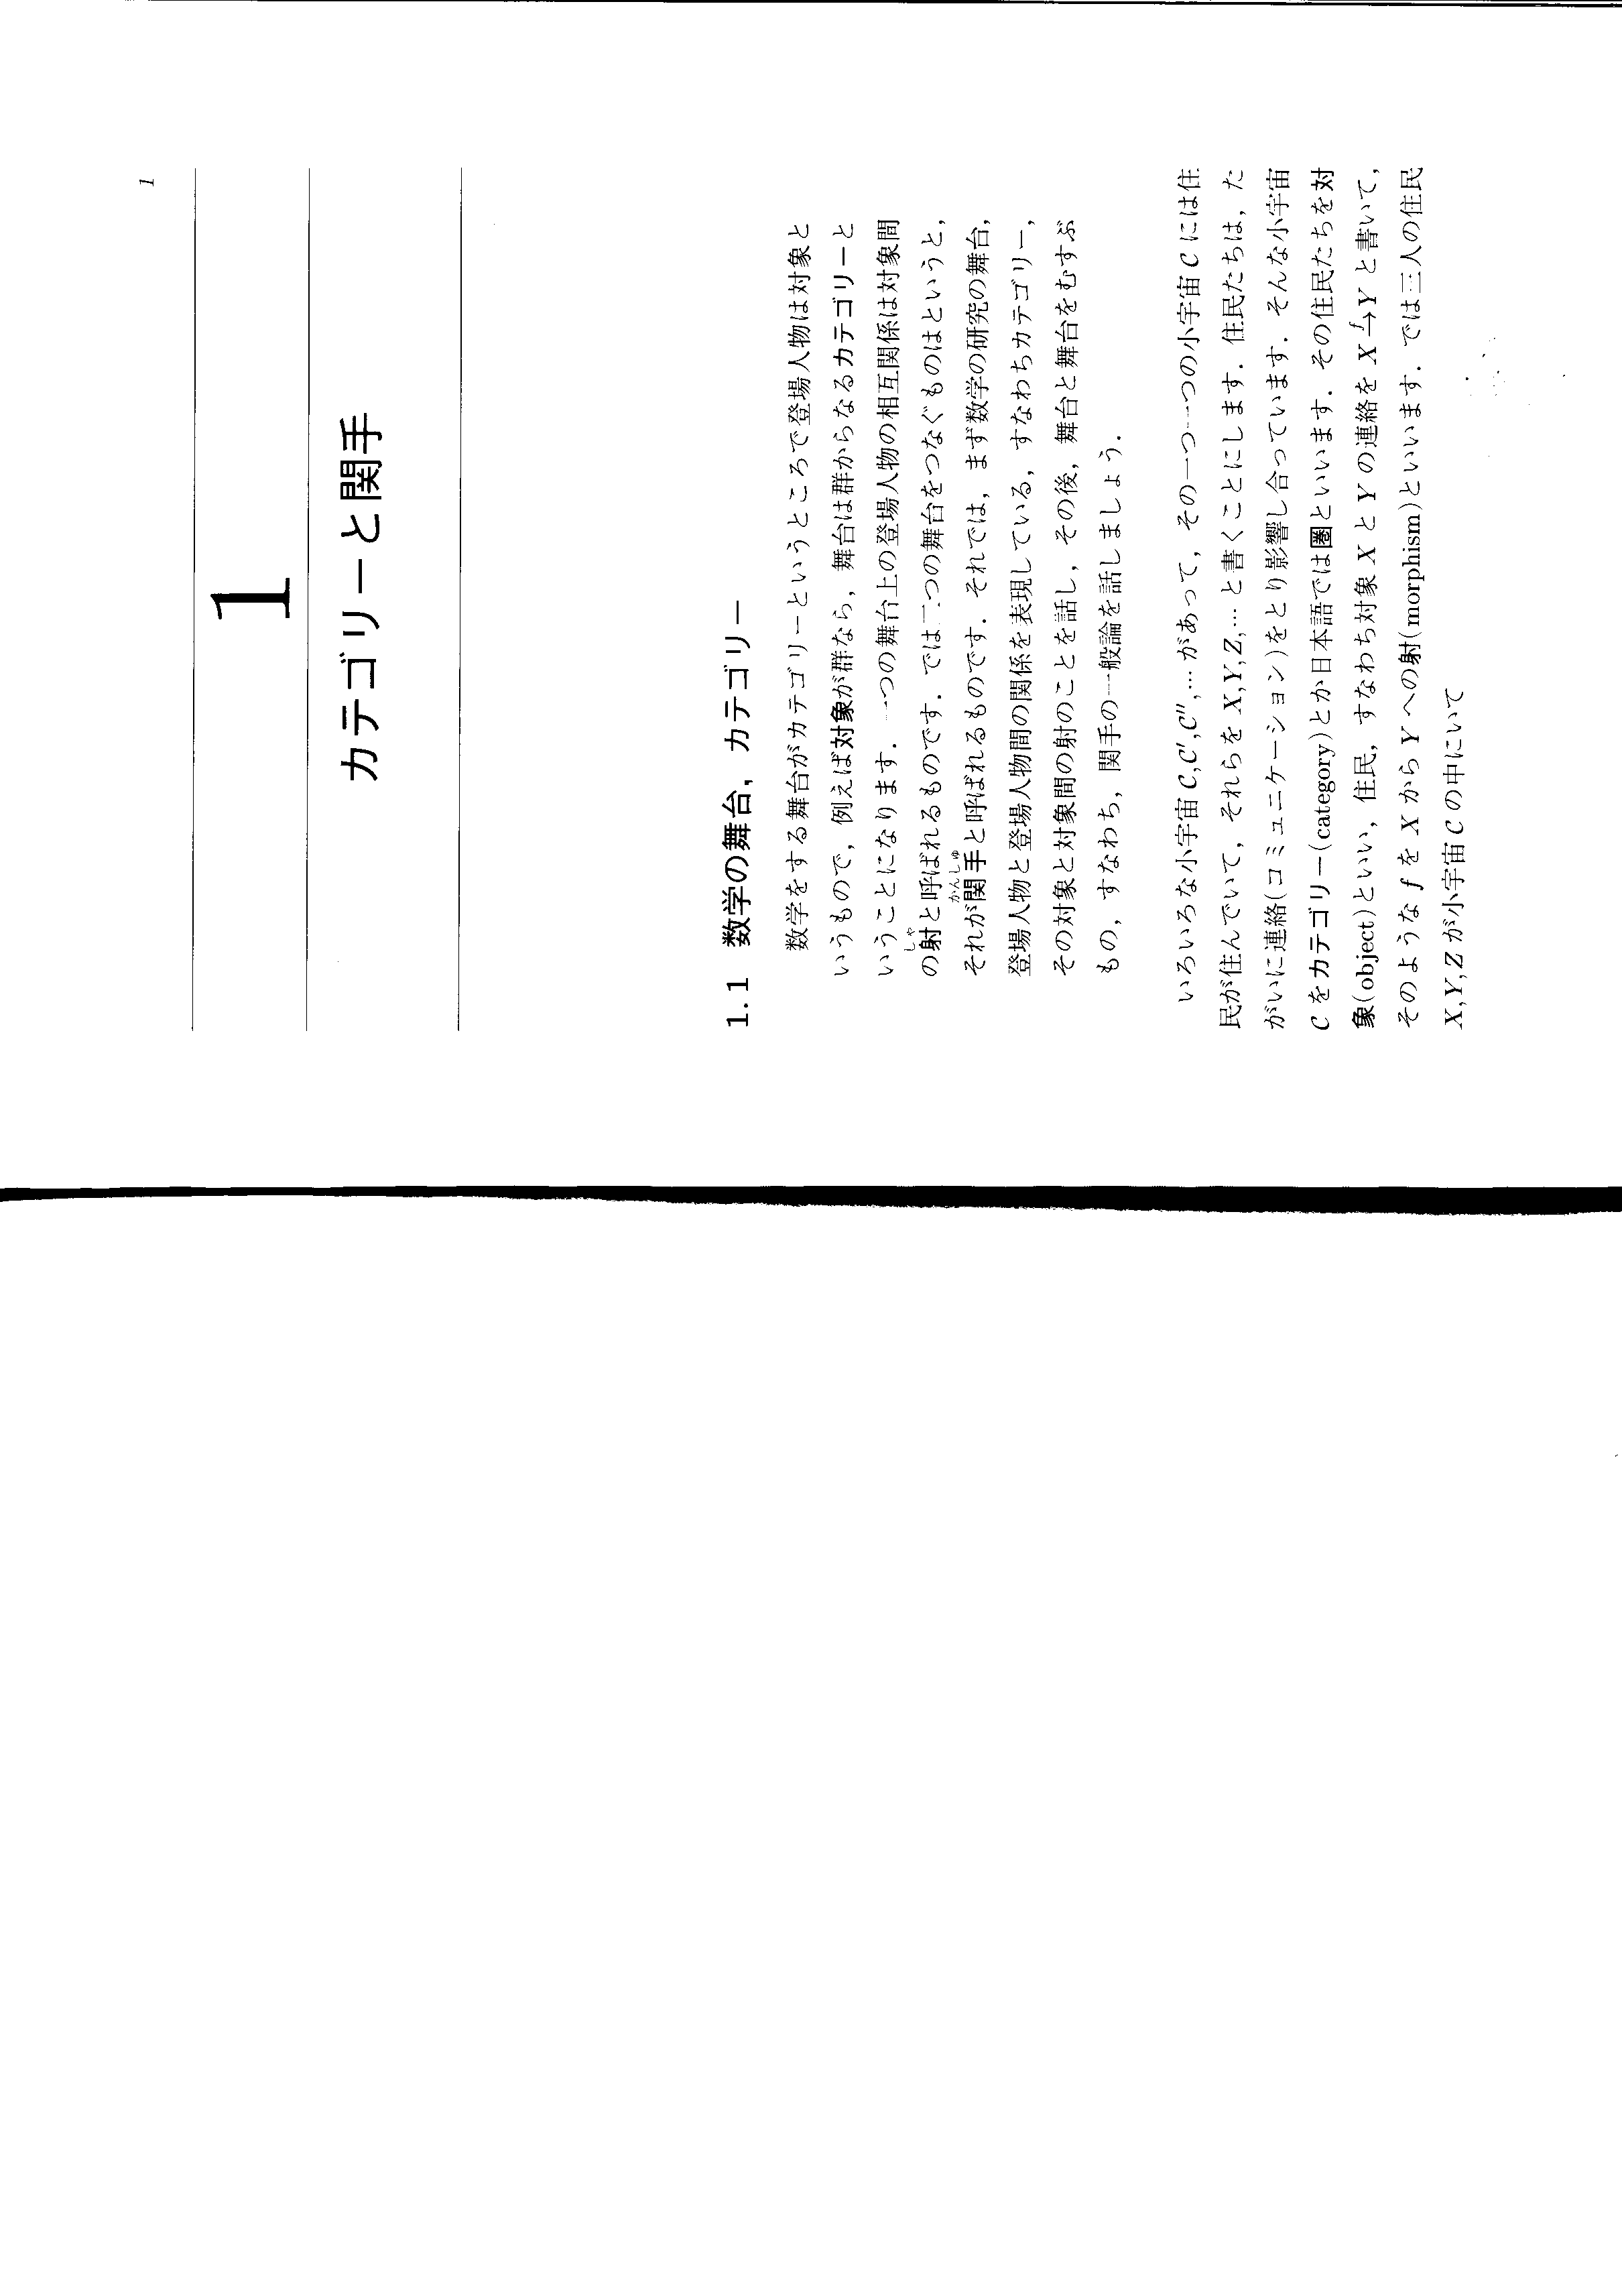 1
1
カテゴリーと関手
1.1 数学の舞台，カテゴリー
数学をする舞台がカテゴリーというところで登場人物は対象と
いうもので，例えば対象が群なら，舞台は群からなるカテゴリーと
いうことになります．一つの舞台上の登場人物の相互関係は対象間
しゃ
の射と呼ばれるものです．では二つの舞台をつなぐものはというと，
かんしゅ
それが関手と呼ばれるものです．それでは，まず数学の研究の舞台，
登場人物と登場人物間の関係を表現している，すなわちカテゴリー，
その対象と対象間の射のことを話し，その後，舞台と舞台をむすぶ
もの，すなわち，関手の一般論を話しましょう．
いろいろな小宇宙 C,C′,C″,… があって，その一つ一つの小宇宙 C には住
民が住んでいて，それらを X,Y,Z,… と書くことにします．住民たちは，た
がいに連絡(コミュニケーション)をとり影響し合っています．そんな小宇宙
C をカテゴリー(category)とか日本語では圏といいます．その住民たちを対
象(object)といい，住民，すなわち対象 X と Y の連絡を X f→ Y と書いて，
そのような f を X から Y への射(morphism)といいます．では三人の住民
X,Y,Z が小宇宙 C の中にいて